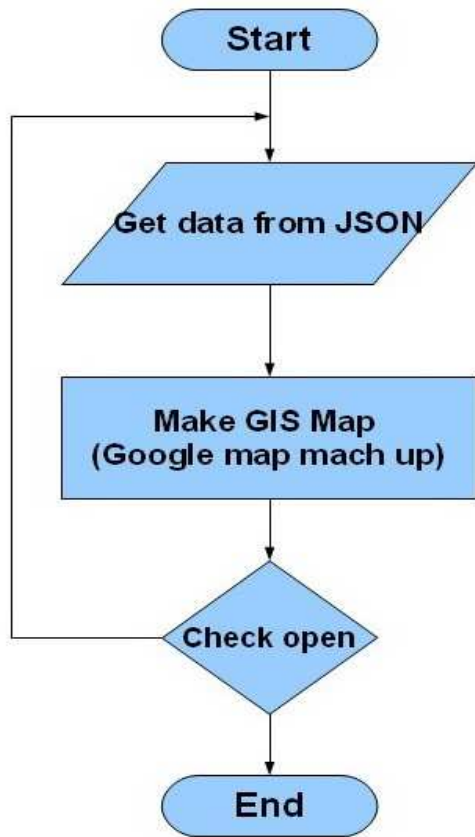 Start
Get data from JSON
Make GIS Map
(Google map mach up)
Check open
End